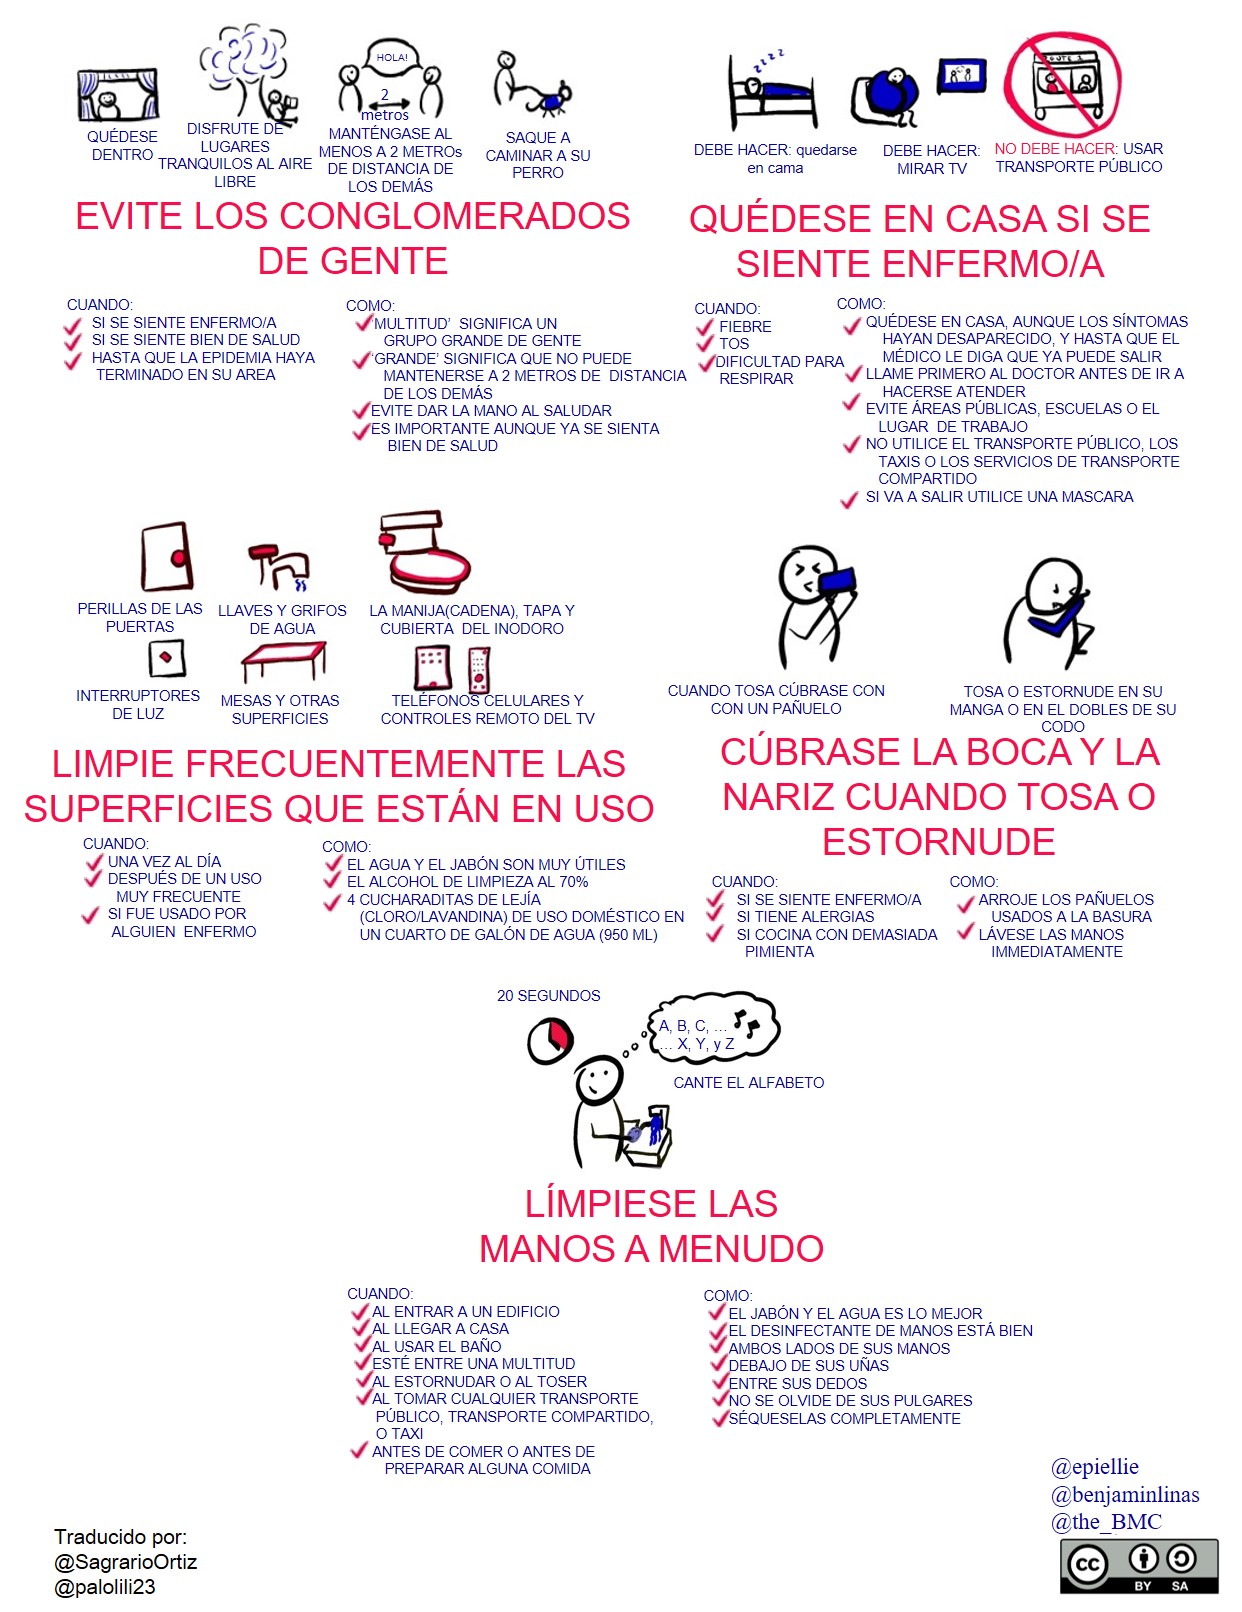 QUÉDESE
DENTRO
DISFRUTE DE
LUGARES
TRANQUILOS AL AIRE
LIBRE
HOLA!
2
metros
MANTÉNGASE AL
MENOS A 2 METROs
DE DISTANCIA DE
LOS DEMÁS
SAQUE A
CAMINAR A SU
PERRO
EVITE LOS CONGLOMERADOS
DE GENTE
CUANDO:
SI SE SIENTE ENFERMO/A
SI SE SIENTE BIEN DE SALUD
HASTA QUE LA EPIDEMIA HAYA
TERMINADO EN SU AREA
COMO:
MULTITUD’ SIGNIFICA UN
GRUPO GRANDE DE GENTE
‘GRANDE’ SIGNIFICA QUE NO PUEDE
MANTENERSE A 2 METROS DE DISTANCIA
DE LOS DEMÁS
EVITE DAR LA MANO AL SALUDAR
ES IMPORTANTE AUNQUE YA SE SIENTA
BIEN DE SALUD
zzzz
DEBE HACER: quedarse
en cama
DEBE HACER:
MIRAR TV
NO DEBE HACER: USAR
TRANSPORTE PÚBLICO
QUÉDESE EN CASA SI SE
SIENTE ENFERMO/A
CUANDO:
FIEBRE
TOS
DIFICULTAD PARA
RESPIRAR
COMO:
QUÉDESE EN CASA, AUNQUE LOS SÍNTOMAS
HAYAN DESAPARECIDO, Y HASTA QUE EL
MÉDICO LE DIGA QUE YA PUEDE SALIR
LLAME PRIMERO AL DOCTOR ANTES DE IR A
HACERSE ATENDER
EVITE ÁREAS PÚBLICAS, ESCUELAS O EL
LUGAR DE TRABAJO
NO UTILICE EL TRANSPORTE PÚBLICO, LOS
TAXIS O LOS SERVICIOS DE TRANSPORTE
COMPARTIDO
SI VA A SALIR UTILICE UNA MASCARA
PERILLAS DE LAS
PUERTAS
LLAVES Y GRIFOS
DE AGUA
LA MANIJA(CADENA), TAPA Y
CUBIERTA DEL INODORO
INTERRUPTORES
DE LUZ
MESAS Y OTRAS
SUPERFICIES
TELÉFONOS CELULARES Y
CONTROLES REMOTO DEL TV
LIMPIE FRECUENTEMENTE LAS
SUPERFICIES QUE ESTÁN EN USO
CUANDO:
UNA VEZ AL DÍA
DESPUÉS DE UN USO
MUY FRECUENTE
SI FUE USADO POR
ALGUIEN ENFERMO
COMO:
EL AGUA Y EL JABÓN SON MUY ÚTILES
EL ALCOHOL DE LIMPIEZA AL 70%
4 CUCHARADITAS DE LEJÍA
(CLORO/LAVANDINA) DE USO DOMÉSTICO EN
UN CUARTO DE GALÓN DE AGUA (950 ML)
CUANDO TOSA CÚBRASE CON
CON UN PAÑUELO
TOSA O ESTORNUDE EN SU
MANGA O EN EL DOBLES DE SU
CODO
CÚBRASE LA BOCA Y LA
NARIZ CUANDO TOSA O
ESTORNUDE
CUANDO:
SI SE SIENTE ENFERMO/A
SI TIENE ALERGIAS
SI COCINA CON DEMASIADA
PIMIENTA
COMO:
ARROJE LOS PAÑUELOS
USADOS A LA BASURA
LÁVESE LAS MANOS
IMMEDIATAMENTE
20 SEGUNDOS
A, B, C, ...
... X, Y, y Z
CANTE EL ALFABETO
LÍMPIESE LAS
MANOS A MENUDO
CUANDO:
AL ENTRAR A UN EDIFICIO
AL LLEGAR A CASA
AL USAR EL BAÑO
ESTÉ ENTRE UNA MULTITUD
AL ESTORNUDAR O AL TOSER
AL TOMAR CUALQUIER TRANSPORTE
PÚBLICO, TRANSPORTE COMPARTIDO,
O TAXI
ANTES DE COMER O ANTES DE
PREPARAR ALGUNA COMIDA
COMO:
EL JABÓN Y EL AGUA ES LO MEJOR
EL DESINFECTANTE DE MANOS ESTÁ BIEN
AMBOS LADOS DE SUS MANOS
DEBAJO DE SUS UÑAS
ENTRE SUS DEDOS
NO SE OLVIDE DE SUS PULGARES
SÉQUESELAS COMPLETAMENTE
@epiellie
@benjaminlinas
@the_BMC
cc
BY SA
Traducido por:
@SagrarioOrtiz
@palolili23